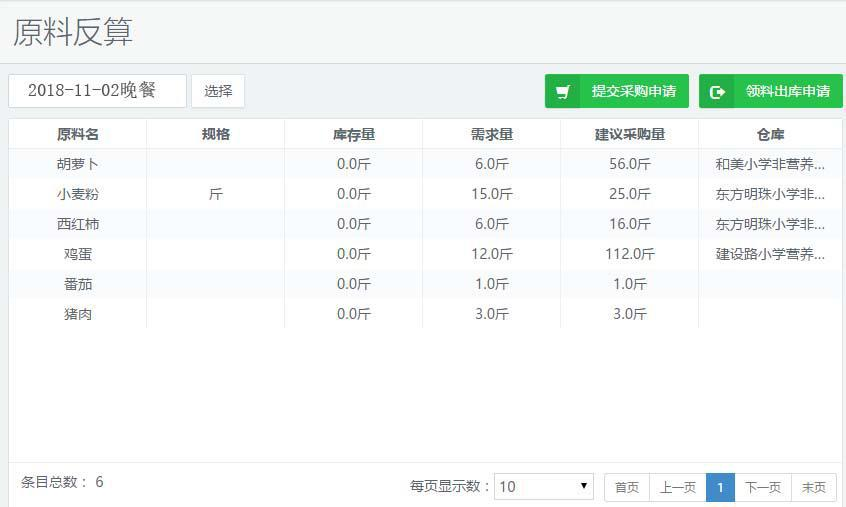 原料反算
2018-11-02晚餐 选择 提交采购申请 领料出库申请
原料名 规格 库存量 需求量 建议采购量 仓库
胡萝卜 0.0斤 6.0斤 56.0斤 和美小学非营养...
小麦粉 斤 0.0斤 15.0斤 25.0斤 东方明珠小学非...
西红柿 0.0斤 6.0斤 16.0斤 东方明珠小学非...
鸡蛋 0.0斤 12.0斤 112.0斤 建设路小学营养...
番茄 0.0斤 1.0斤 1.0斤
猪肉 0.0斤 3.0斤 3.0斤
条目总数： 6 每页显示数： 10 首页 上一页 1 下一页 末页